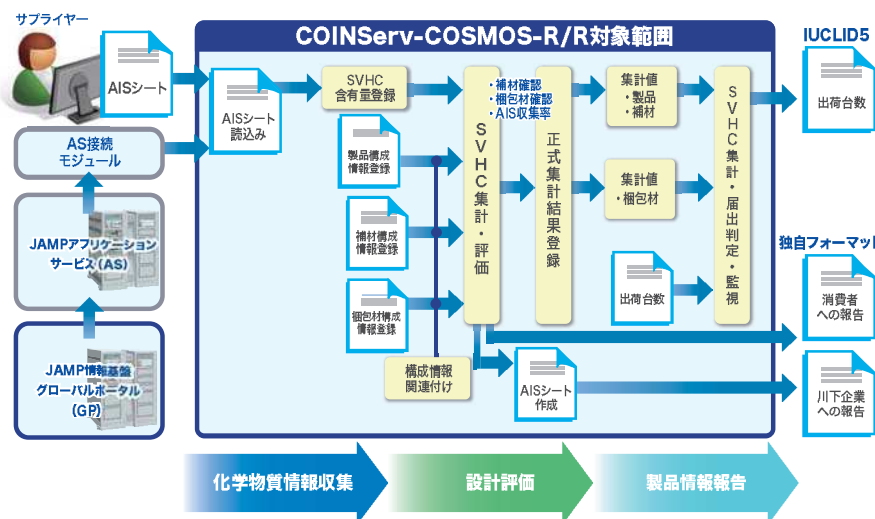 サプライヤー
AISシート
AS接続
モジュール
JAMPアプリケーション
サービス(AS)
JAMP情報基盤
グローバルポータル
(GP)
COINServ-COSMOS-R/R対象範囲
AISシート
読込み
SVHC
含有量登録
製品構成
情報登録
補材構成
情報登録
梱包材構成
情報登録
構成情報
関連付け
SVHC集計・評価
・補材確認
・梱包材確認
・AIS収集率
正式集計結果登録
集計値
・製品
・補材
集計値
・梱包材
出荷台数
AISシート
作成
SVHC集計・届出判定・監視
IUCLID5
出荷台数
独自フォーマット
消費者
への報告
川下企業
への報告
化学物質情報収集
設計評価
製品情報報告